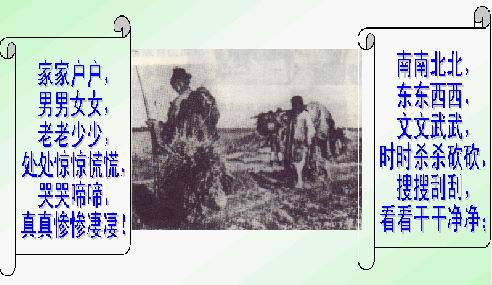 南南北北，
东东西西，
文文武武，
时时杀杀砍砍，
搜搜刮刮，
看看干干净净；
家家户户，
男男女女，
老老少少，
处处惊惊慌慌，
哭哭啼啼，
真真惨惨凄凄！